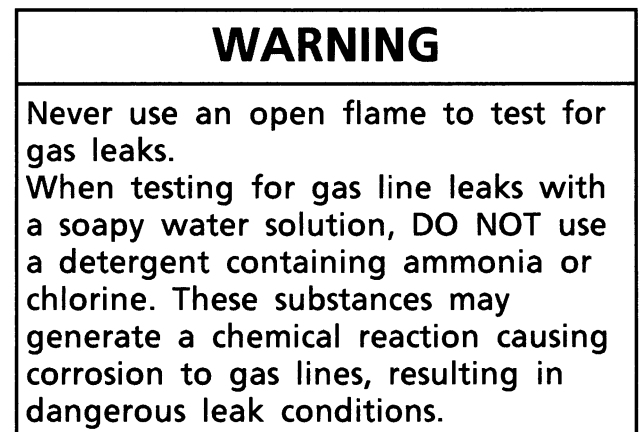 WARNING
Never use an open flame to test for
gas leaks.
When testing for gas line leaks with
a soapy water solution, DO NOT use
a detergent containing ammonia or
chlorine. These substances may
generate a chemical reaction causing
corrosion to gas lines, resulting in
dangerous leak conditions.